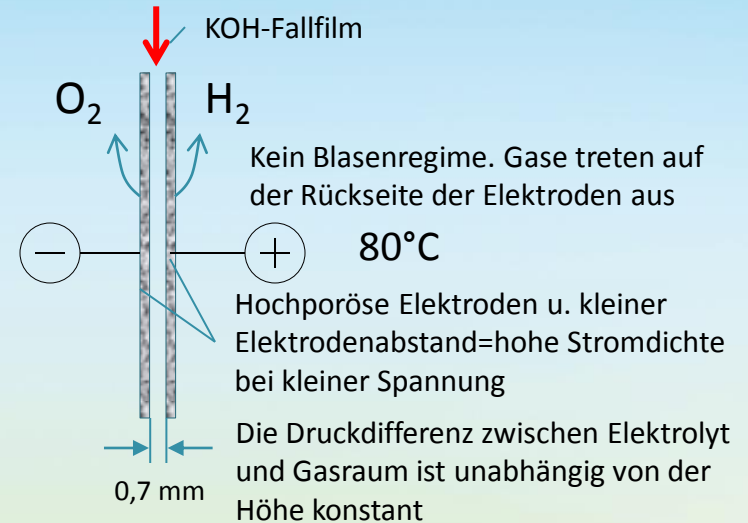 KOH-Fallfilm
O₂
H₂
Kein Blasenregime. Gase treten auf
der Rückseite der Elektroden aus
−
+
80°C
Hochporöse Elektroden u. kleiner
Elektrodenabstand=hohe Stromdichte
bei kleiner Spannung
Die Druckdifferenz zwischen Elektrolyt
und Gasraum ist unabhängig von der
Höhe konstant
0,7 mm